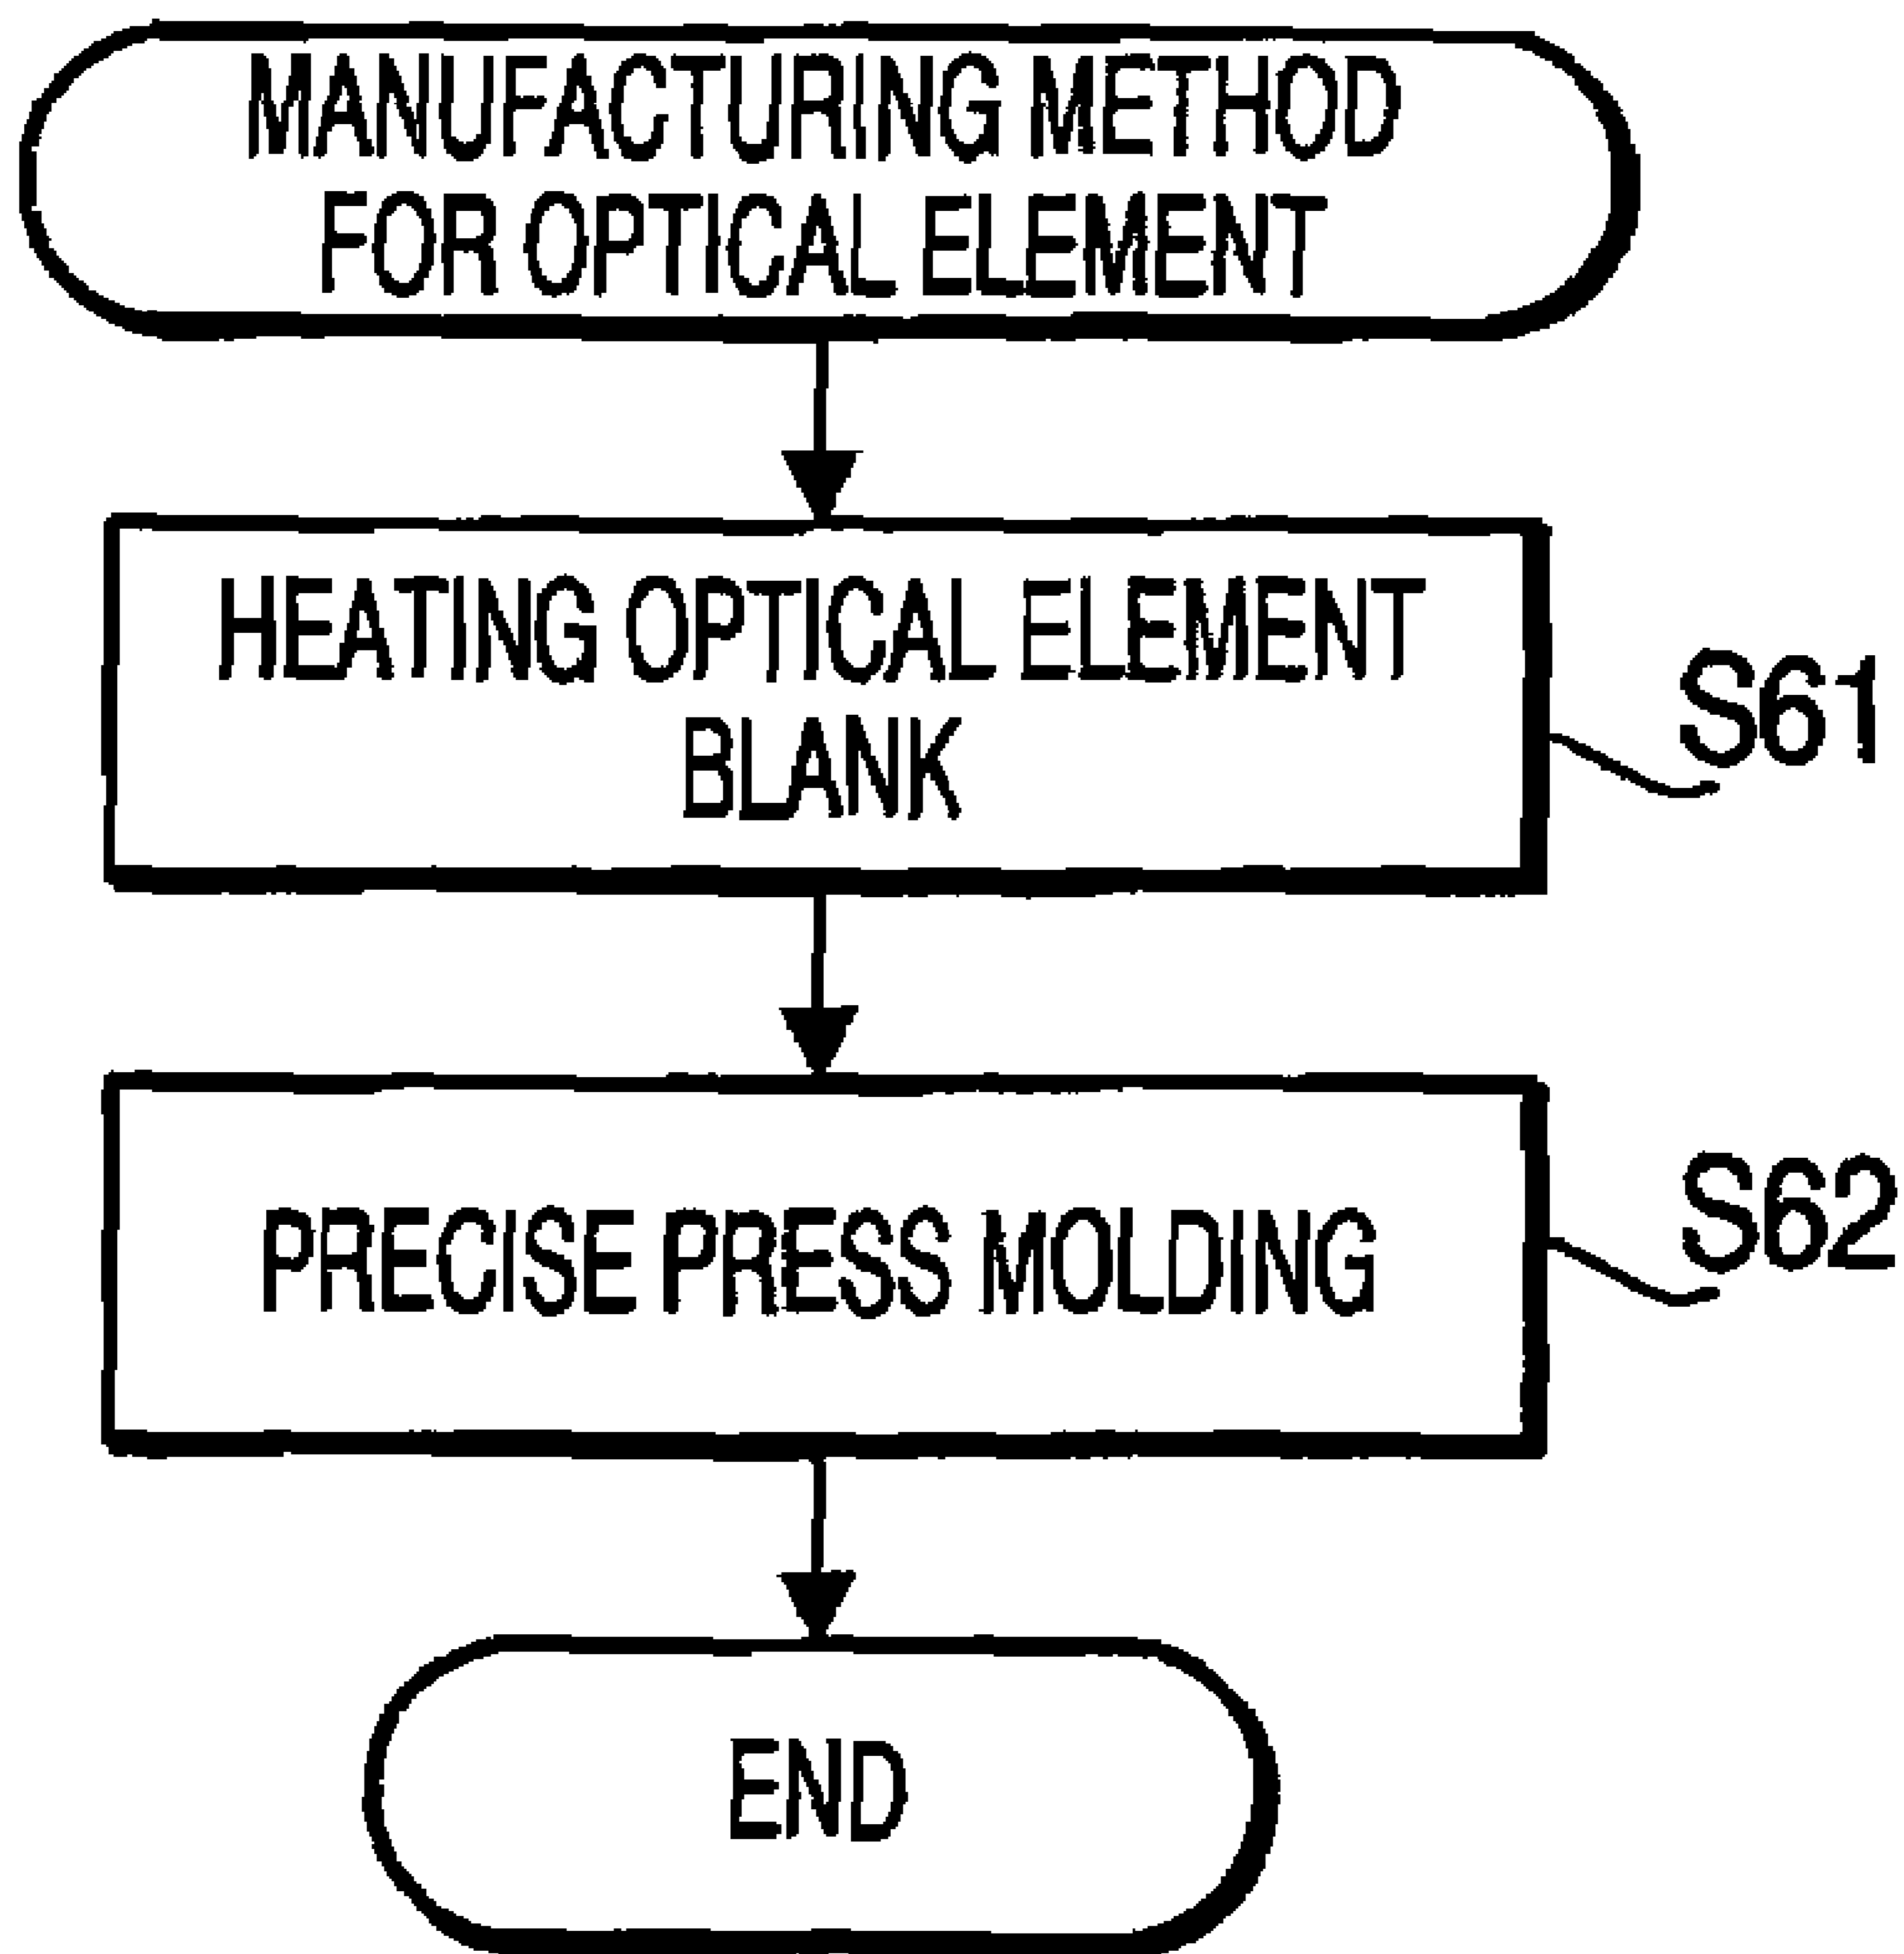 MANUFACTURING METHOD
FOR OPTICAL ELEMENT
HEATING OPTICAL ELEMENT
BLANK
S61
PRECISE PRESS MOLDING
S62
END